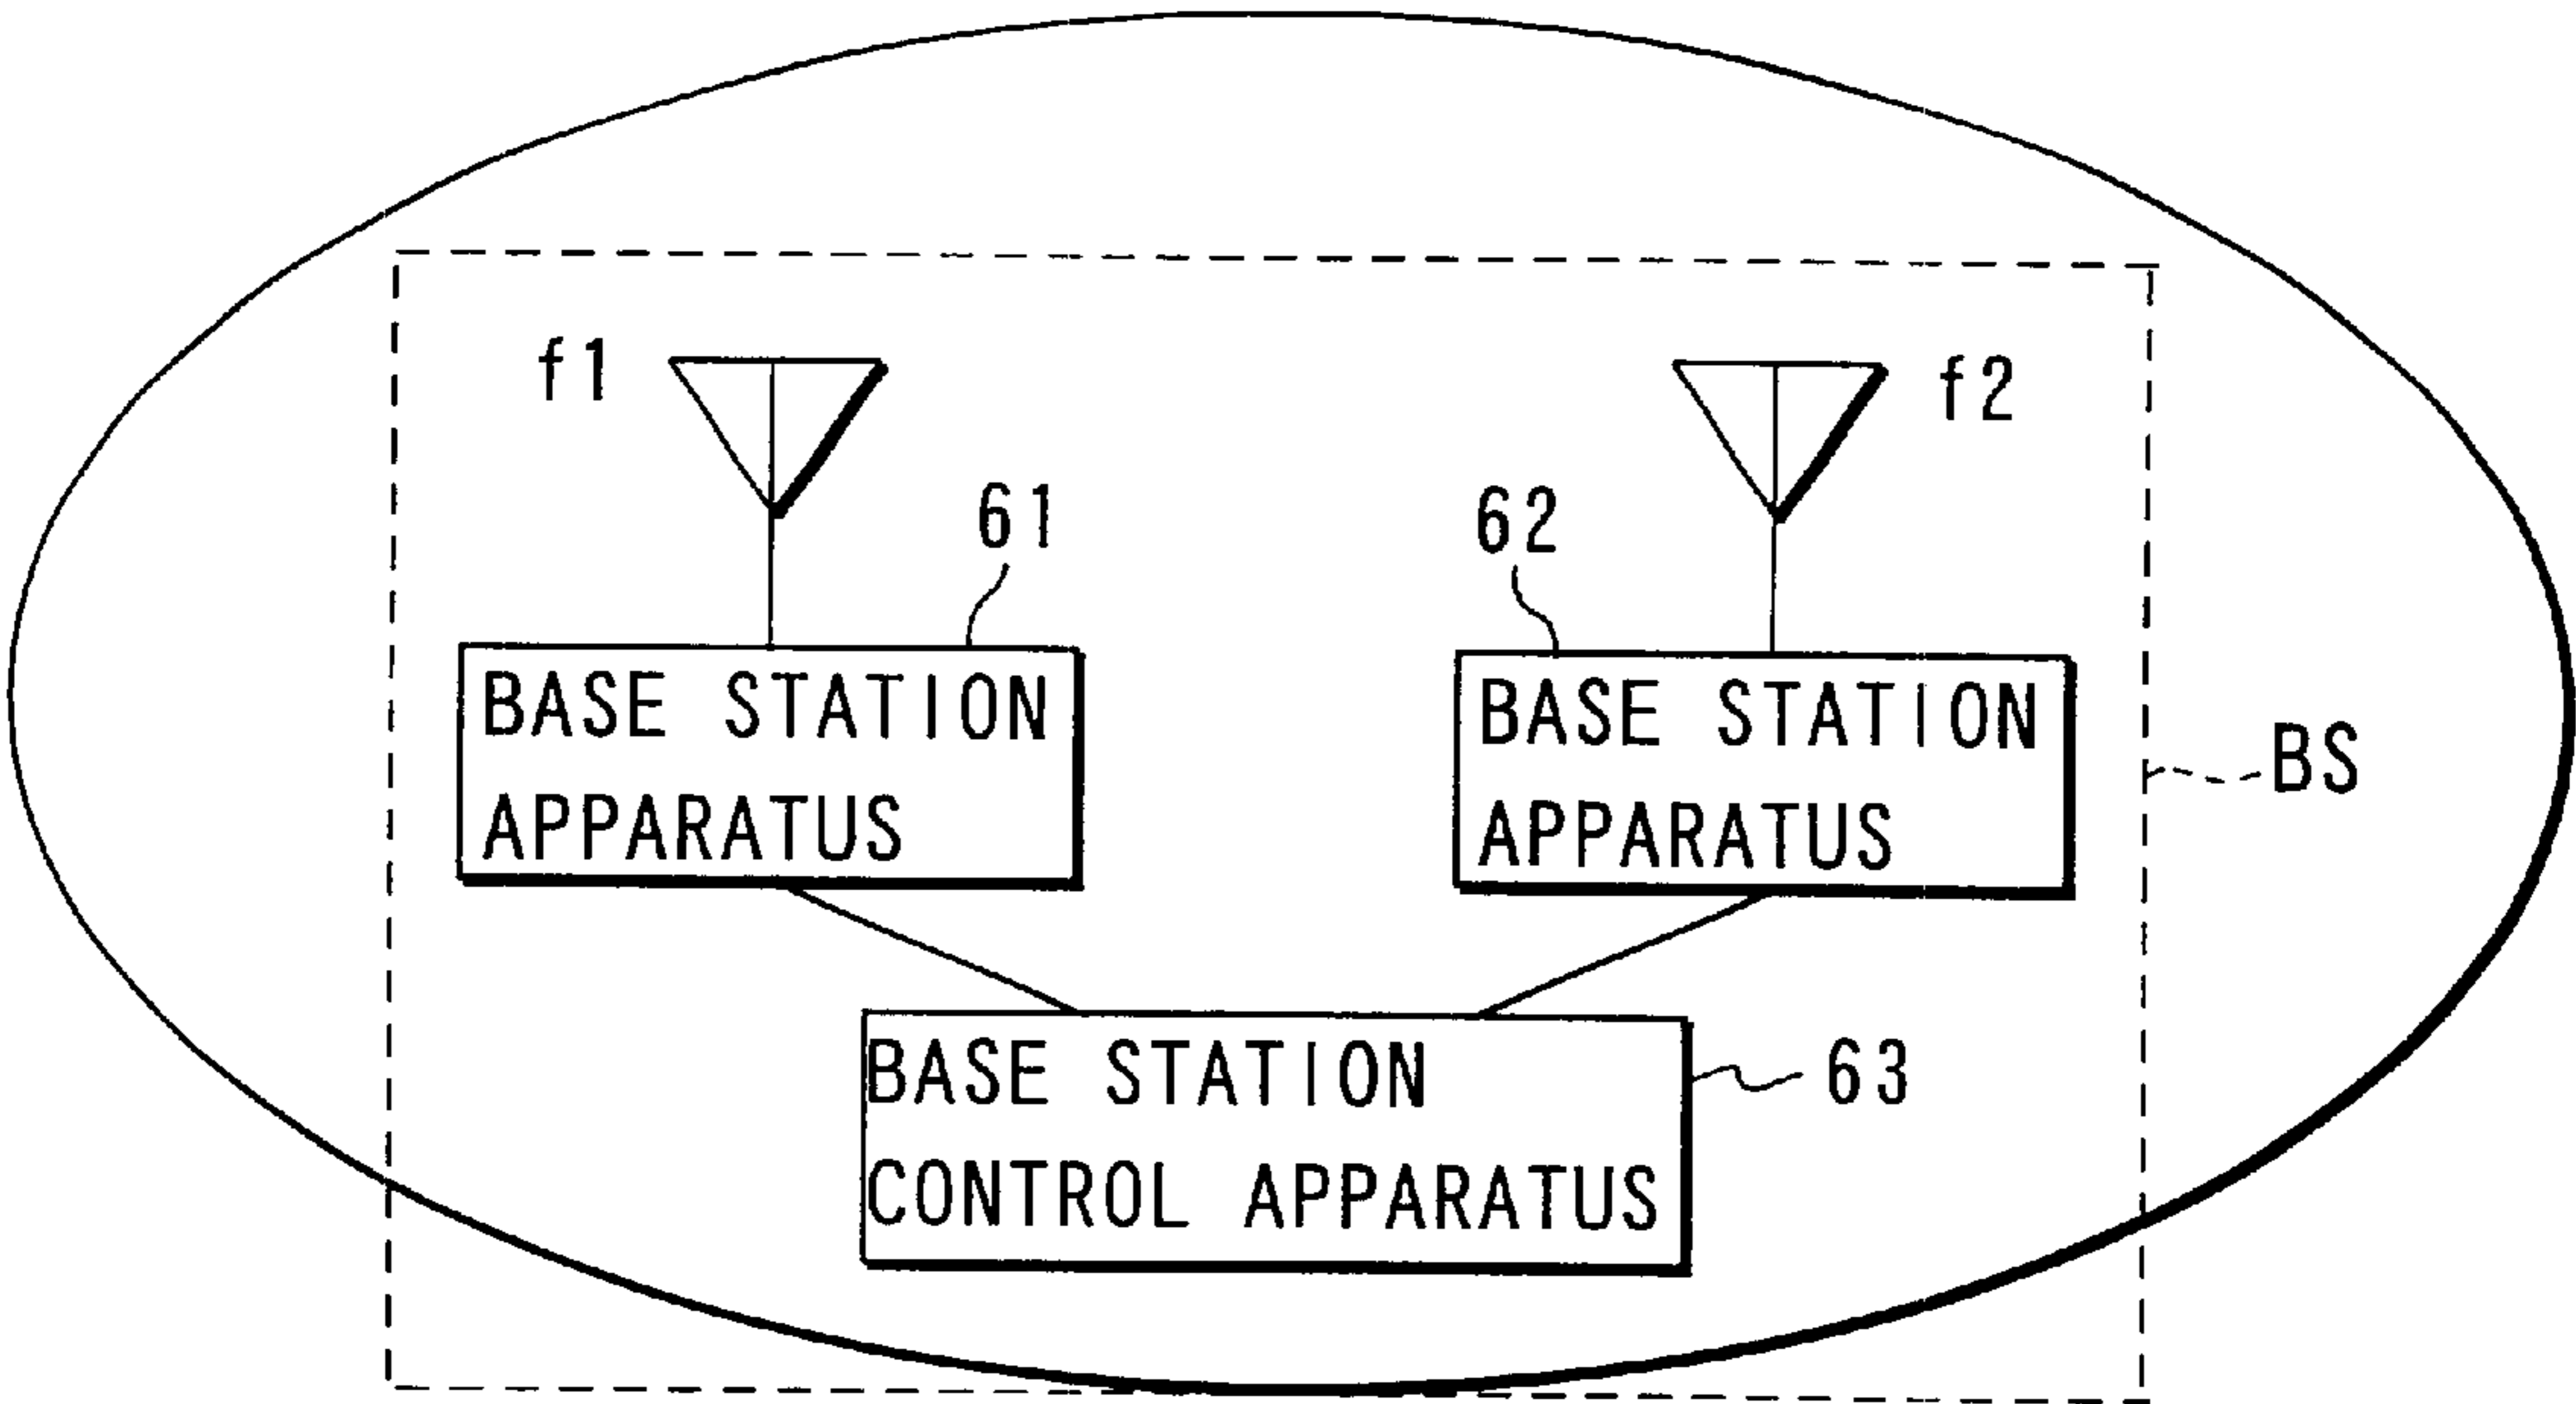 f1
f2
61
62
BASE STATION
APPARATUS
BASE STATION
APPARATUS
BS
BASE STATION
CONTROL APPARATUS
63